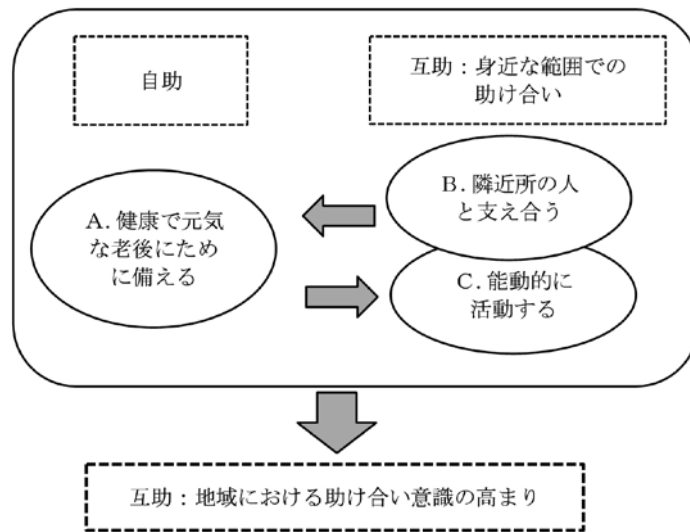 自助
互助：身近な範囲での
助け合い
A. 健康で元気
な老後にため
に備える
B. 隣近所の人
と支え合う
C. 能動的に
活動する
互助：地域における助け合い意識の高まり